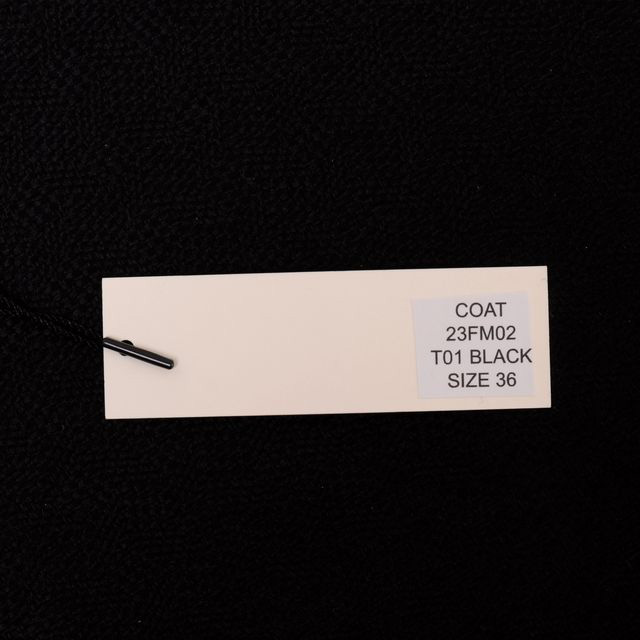 COAT
23FM02
T01 BLACK
SIZE 36